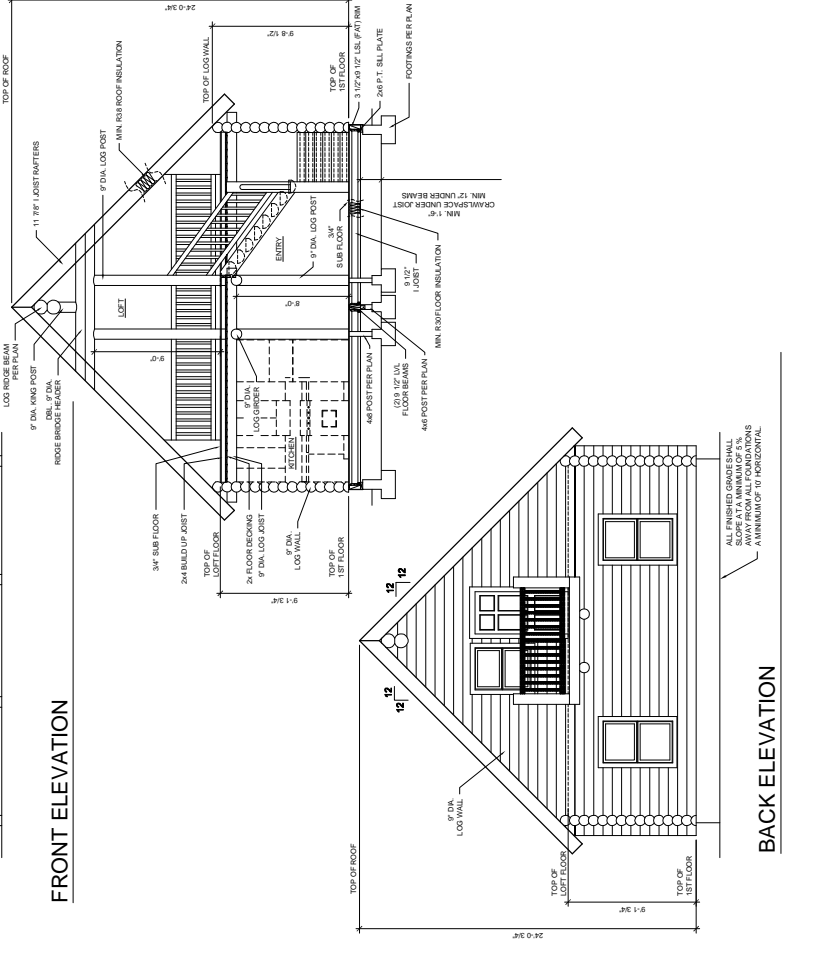 TOP OF ROOF
24'-0 3/4"
9'-8 1/2"
TOP OF LOG WALL
TOP OF
1ST FLOOR
3 1/2"x9 1/2" LSL (FAT) RIM
2x6 P.T. SILL PLATE
FOOTINGS PER PLAN
11 7/8" I JOIST RAFTERS
9" DIA. LOG POST
MIN. R38 ROOF INSULATION
LOG RIDGE BEAM
PER PLAN
9" DIA. KING POST
DBL. 9" DIA.
RIDGE BRIDGE HEADER
LOFT
9'-0"
ENTRY
9" DIA. LOG POST
3/4"
SUB FLOOR
8'-0"
CRAWLSPACE UNDER JOIST
MIN. 1'-6"
MIN. 12" UNDER BEAMS
9 1/2"
I JOIST
MIN. R30 FLOOR INSULATION
9" DIA.
LOG GIRDER
KITCHEN
4x8 POST PER PLAN
(2) 9 1/2" LVL
FLOOR BEAMS
4x6 POST PER PLAN
3/4" SUB FLOOR
2x4 BUILD UP JOIST
TOP OF
LOFT FLOOR
2x FLOOR DECKING
9" DIA. LOG JOIST
9" DIA.
LOG WALL
TOP OF
1ST FLOOR
9'-1 3/4"
FRONT ELEVATION
12
12
12
12
9" DIA.
LOG WALL
TOP OF ROOF
TOP OF
LOFT FLOOR
TOP OF
1ST FLOOR
9'-1 3/4"
24'-0 3/4"
ALL FINISHED GRADE SHALL
SLOPE AT A MINIMUM OF 5 %
AWAY FROM ALL FOUNDATIONS
A MINIMUM OF 10' HORIZONTAL
BACK ELEVATION